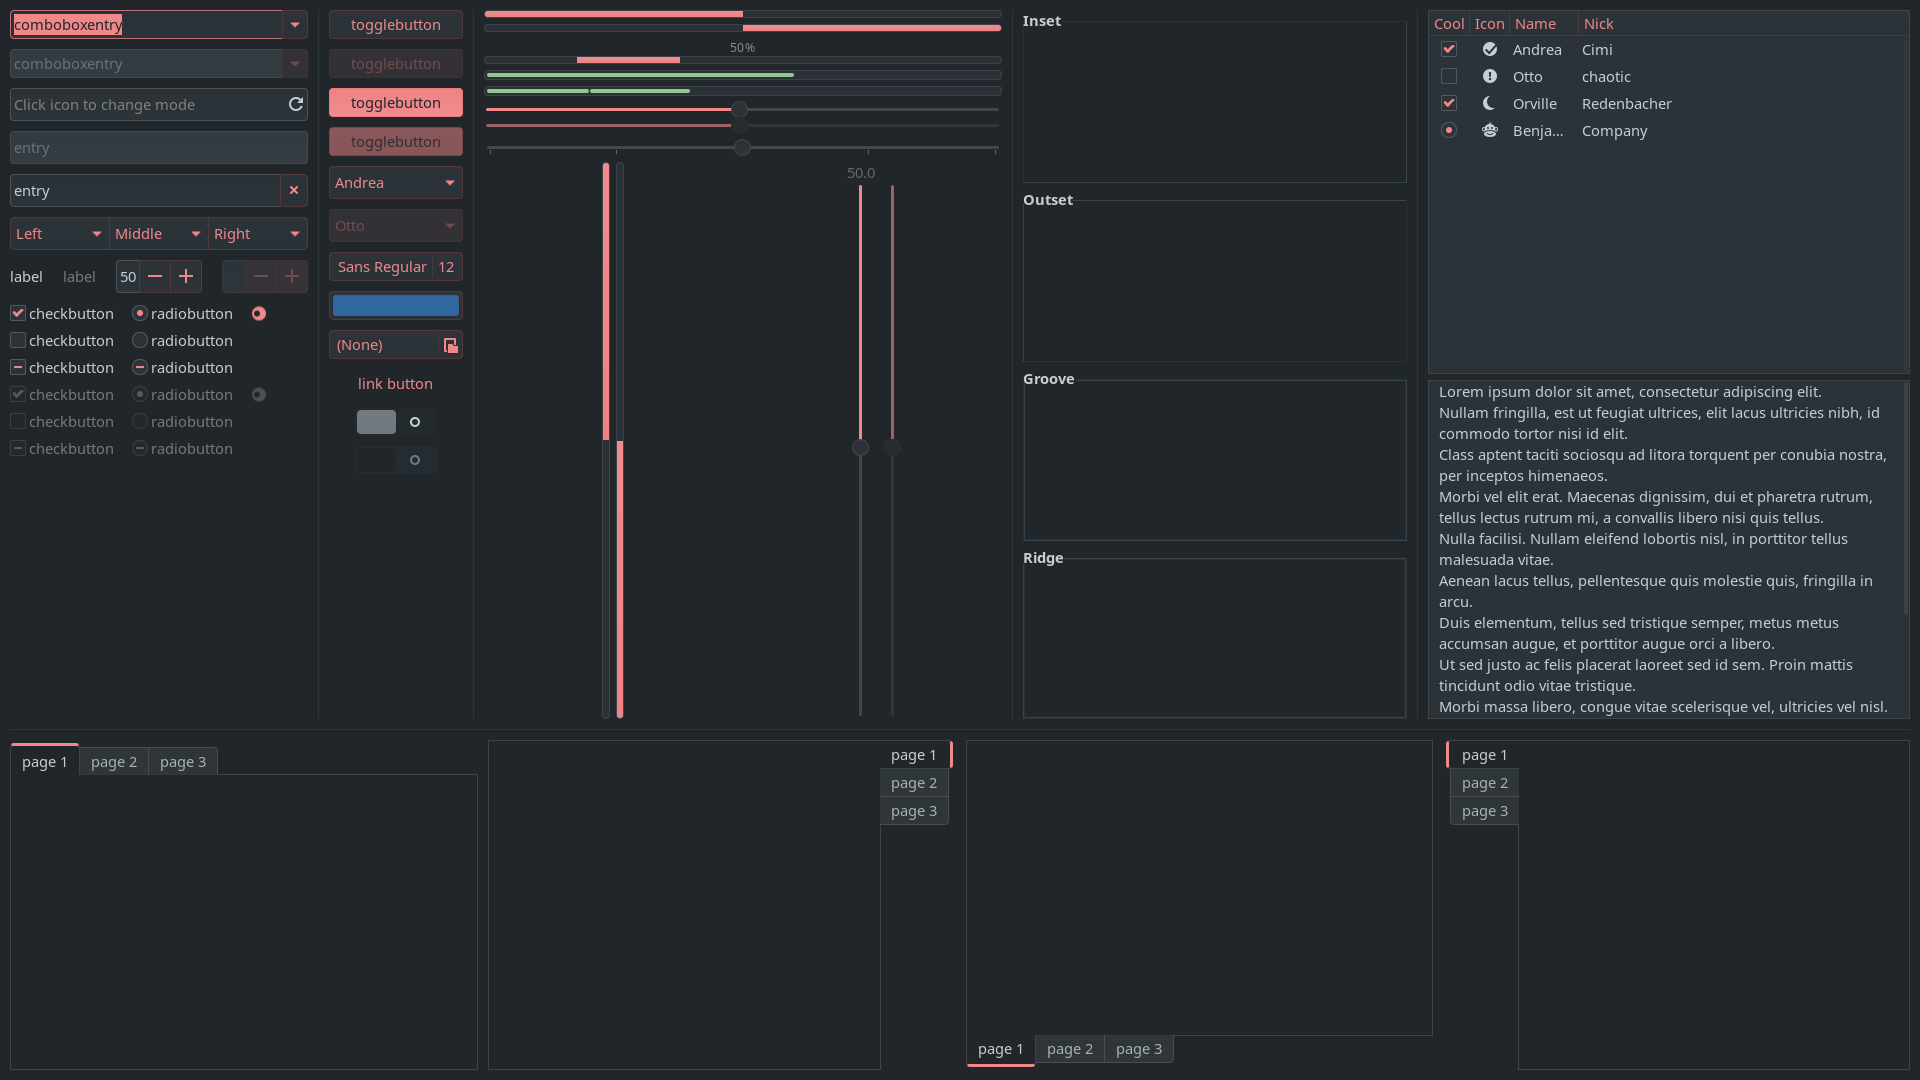 comboboxentry
comboboxentry
Click icon to change mode
entry
entry
Left Middle Right
label label 50
checkbutton radiobutton
checkbutton radiobutton
checkbutton radiobutton
checkbutton radiobutton
checkbutton radiobutton
checkbutton radiobutton
togglebutton
togglebutton
togglebutton
togglebutton
Andrea
Otto
Sans Regular 12
(None)
link button
50%
50.0
Inset
Outset
Groove
Ridge
Cool Icon Name Nick
Andrea Cimi
Otto chaotic
Orville Redenbacher
Benja... Company
Lorem ipsum dolor sit amet, consectetur adipiscing elit.
Nullam fringilla, est ut feugiat ultrices, elit lacus ultricies nibh, id
commodo tortor nisi id elit.
Class aptent taciti sociosqu ad litora torquent per conubia nostra,
per inceptos himenaeos.
Morbi vel elit erat. Maecenas dignissim, dui et pharetra rutrum,
tellus lectus rutrum mi, a convallis libero nisi quis tellus.
Nulla facilisi. Nullam eleifend lobortis nisl, in porttitor tellus
malesuada vitae.
Aenean lacus tellus, pellentesque quis molestie quis, fringilla in
arcu.
Duis elementum, tellus sed tristique semper, metus metus
accumsan augue, et porttitor augue orci a libero.
Ut sed justo ac felis placerat laoreet sed id sem. Proin mattis
tincidunt odio vitae tristique.
Morbi massa libero, congue vitae scelerisque vel, ultricies vel nisl.
page 1 page 2 page 3
page 1
page 2
page 3
page 1 page 2 page 3
page 1
page 2
page 3